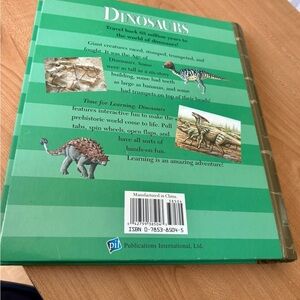 DINOSAURS
Travel back 65 million years to
the world of dinosaurs!
Giant creatures raced, stomped, trumpeted, and
fought. It was the Age of
Dinosaurs. Some
were as tall as a six-story
building, some had teeth
as large as bananas, and some
had trumpets on top of their heads!
Time for Learning Dinosaurs
features interactive fun to make the
prehistoric world come to life. Pull
tabs, spin wheels, open flaps, and
have all sorts of
hands-on fun.
Learning is an amazing adventure!
Manufactured in China.
ISBN 0-7853-8504-5
pil
Publications International, Ltd.